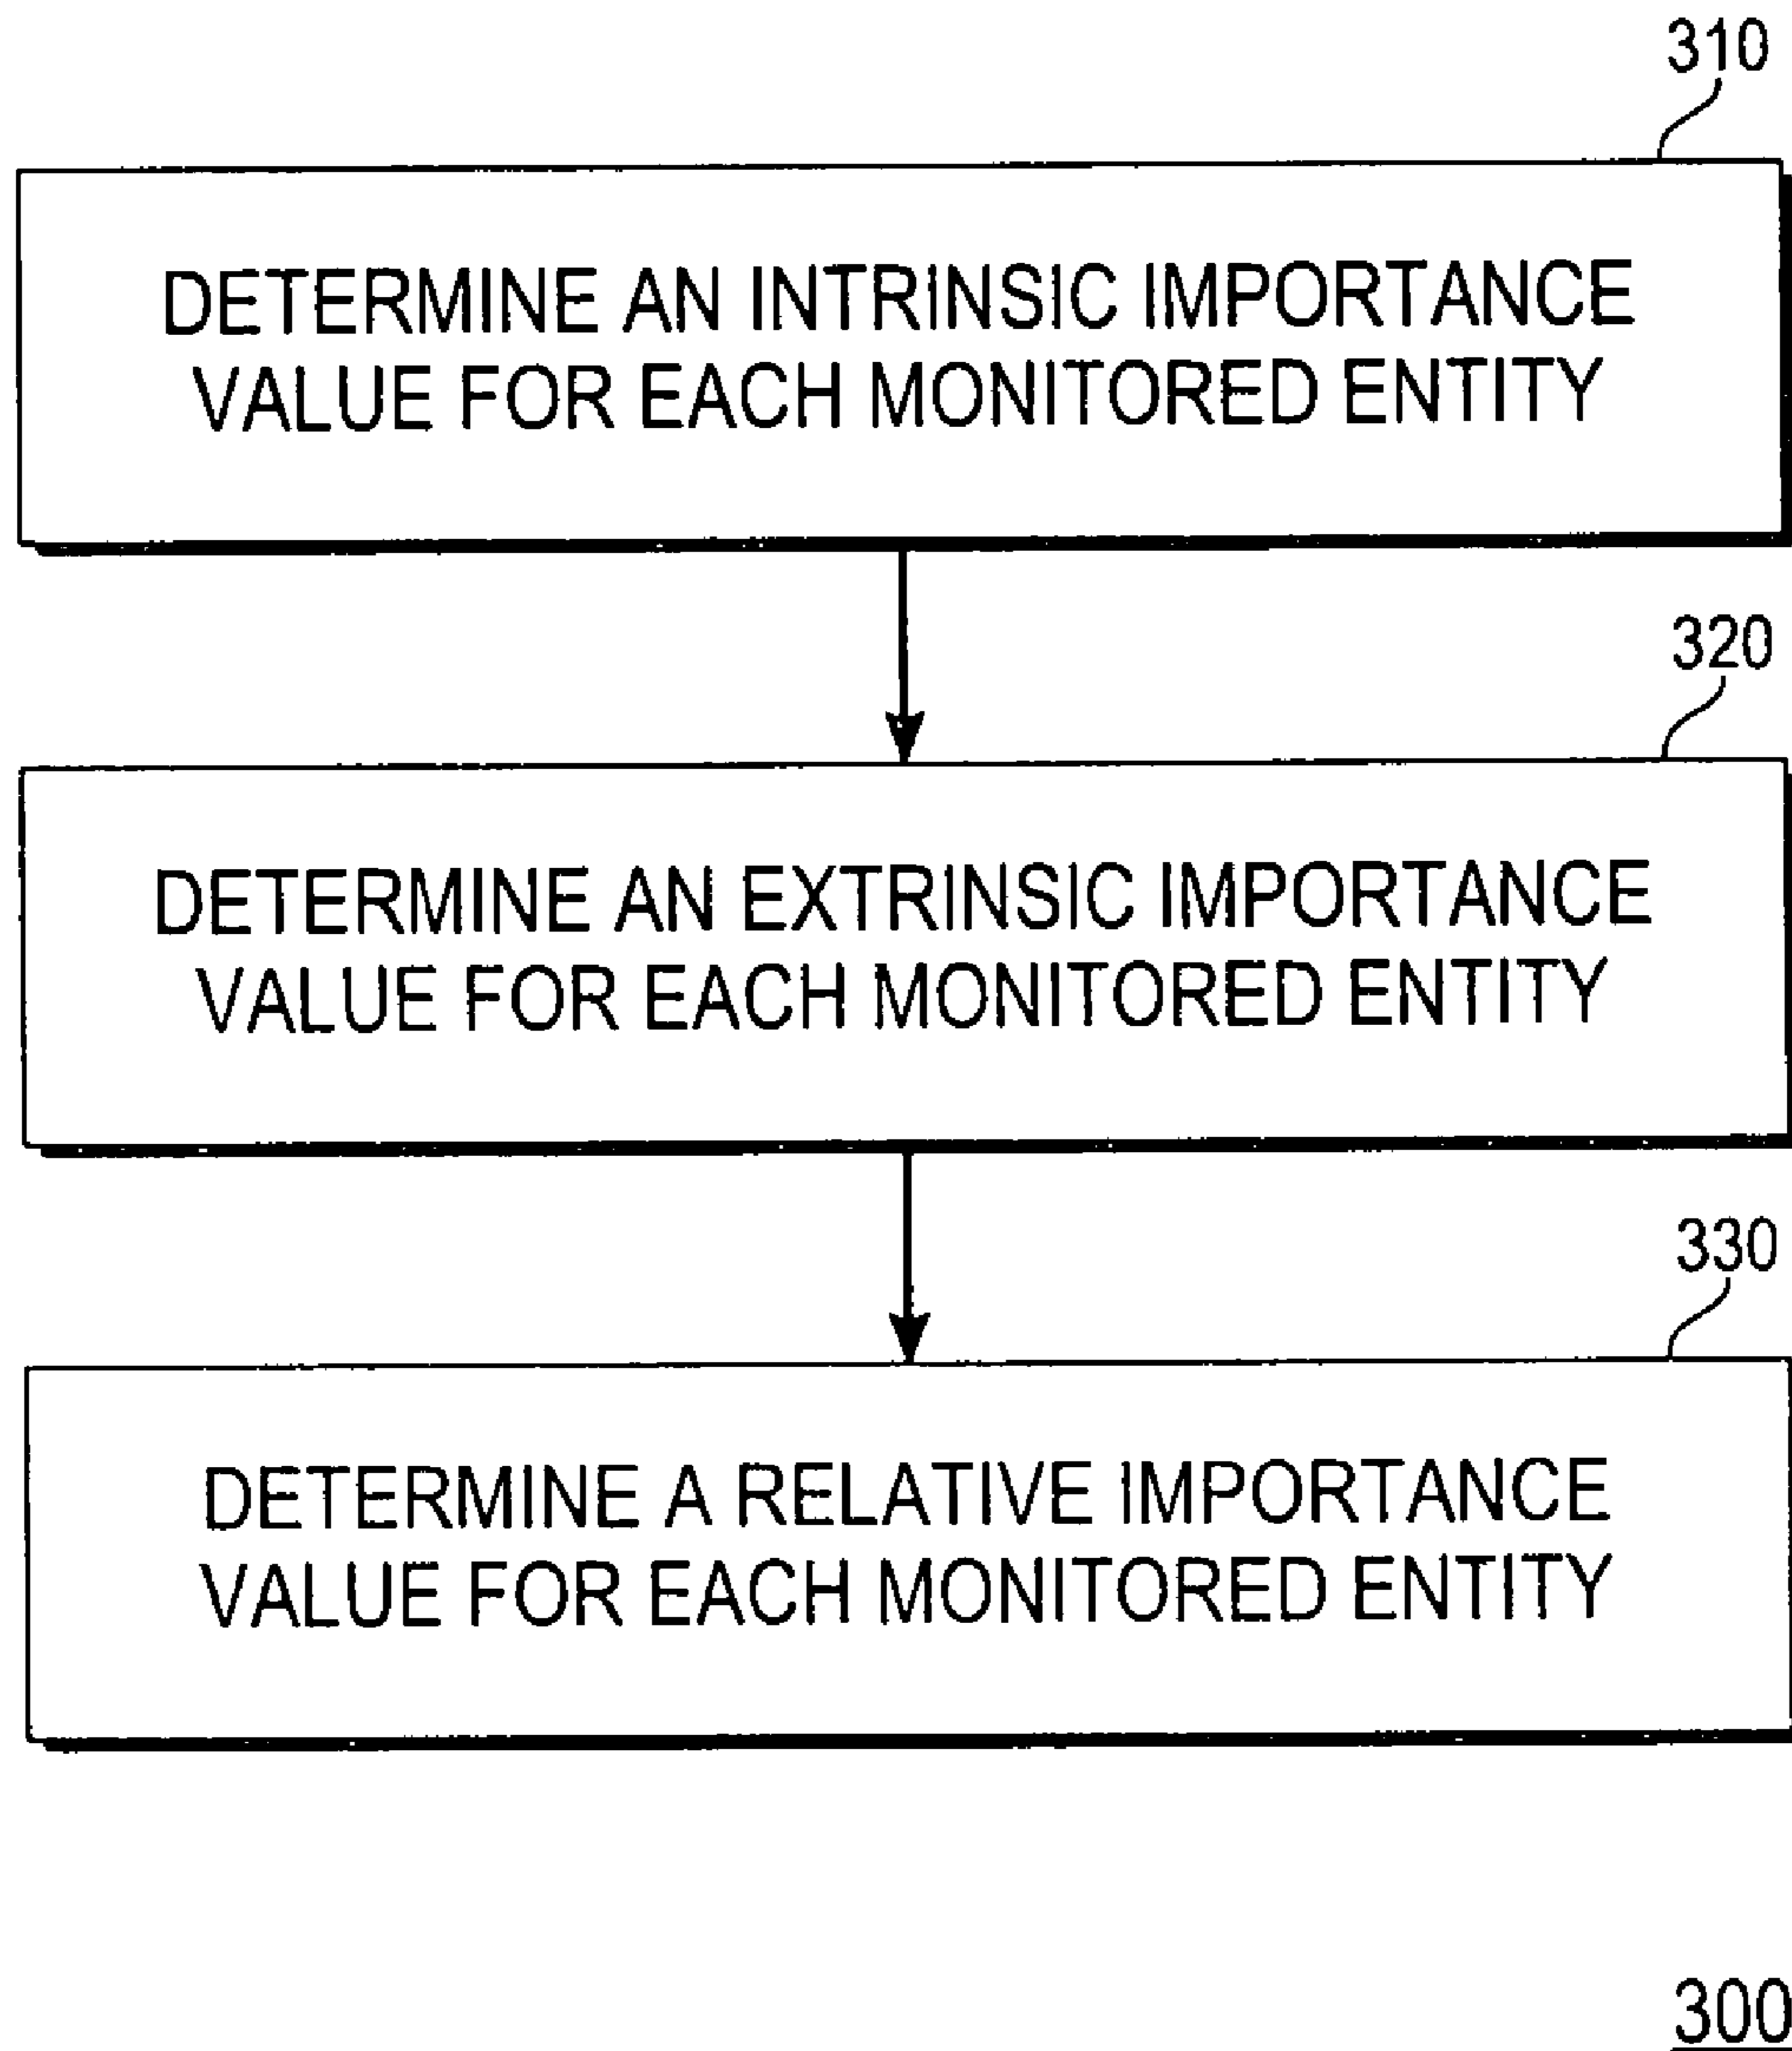 310
DETERMINE AN INTRINSIC IMPORTANCE
VALUE FOR EACH MONITORED ENTITY
320
DETERMINE AN EXTRINSIC IMPORTANCE
VALUE FOR EACH MONITORED ENTITY
330
DETERMINE A RELATIVE IMPORTANCE
VALUE FOR EACH MONITORED ENTITY
300